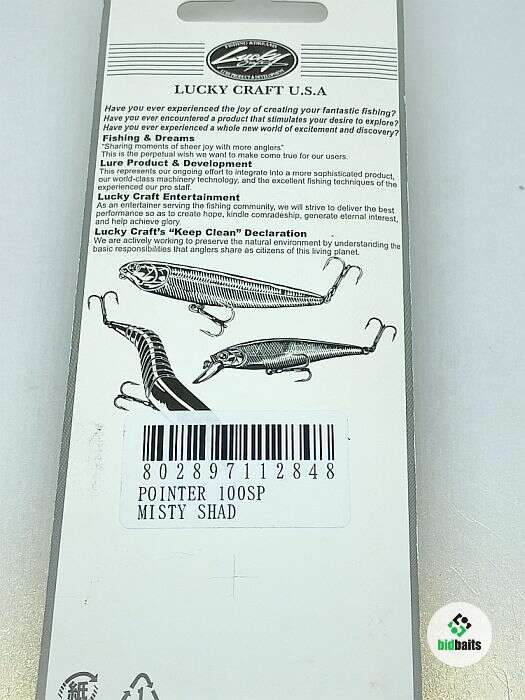 FISHING & DREAMS
Lucky
LURE PRODUCT & DEVELOPMENT
LUCKY CRAFT U.S.A
Have you ever experienced the joy of creating your fantastic fishing?
Have you ever encountered a product that stimulates your desire to explore?
Have you ever experienced a whole new world of excitement and discovery?
Fishing & Dreams
"Sharing moments of sheer joy with more anglers"
This is the perpetual wish we want to make come true for our users.
Lure Product & Development
This represents our ongoing effort to integrate into a more sophisticated product,
our world-class machinery technology, and the excellent fishing techniques of the
experienced our pro staff.
Lucky Craft Entertainment
As an entertainer serving the fishing community, we will strive to deliver the best
performance so as to create hope, kindle comradeship, generate eternal interest,
and help achieve glory.
Lucky Craft's "Keep Clean" Declaration
We are actively working to preserve the natural environment by understanding the
basic responsibilities that anglers share as citizens of this living planet.
802897112848
POINTER 100SP
MISTY SHAD
紙
1
bidbaits